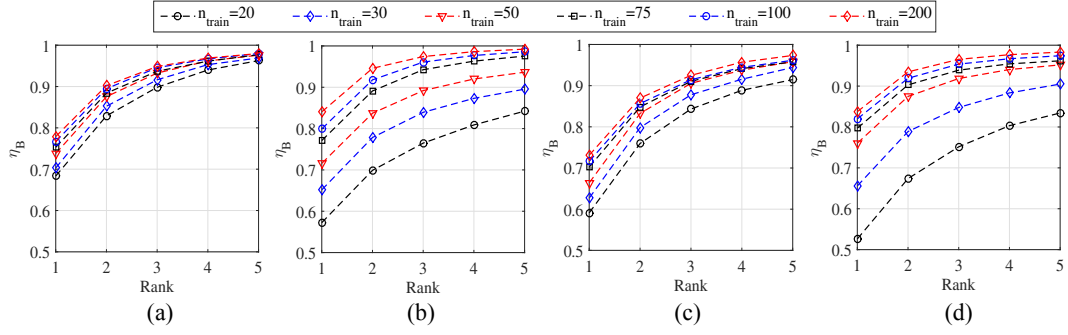 n_train=20 n_train=30 n_train=50 n_train=75 n_train=100 n_train=200
1 1 1 1
0.9 0.9 0.9 0.9
0.8 0.8 0.8 0.8
η_B η_B η_B η_B
0.7 0.7 0.7 0.7
0.6 0.6 0.6 0.6
0.5 0.5 0.5 0.5
1 2 3 4 5 1 2 3 4 5 1 2 3 4 5 1 2 3 4 5
Rank Rank Rank Rank
(a) (b) (c) (d)